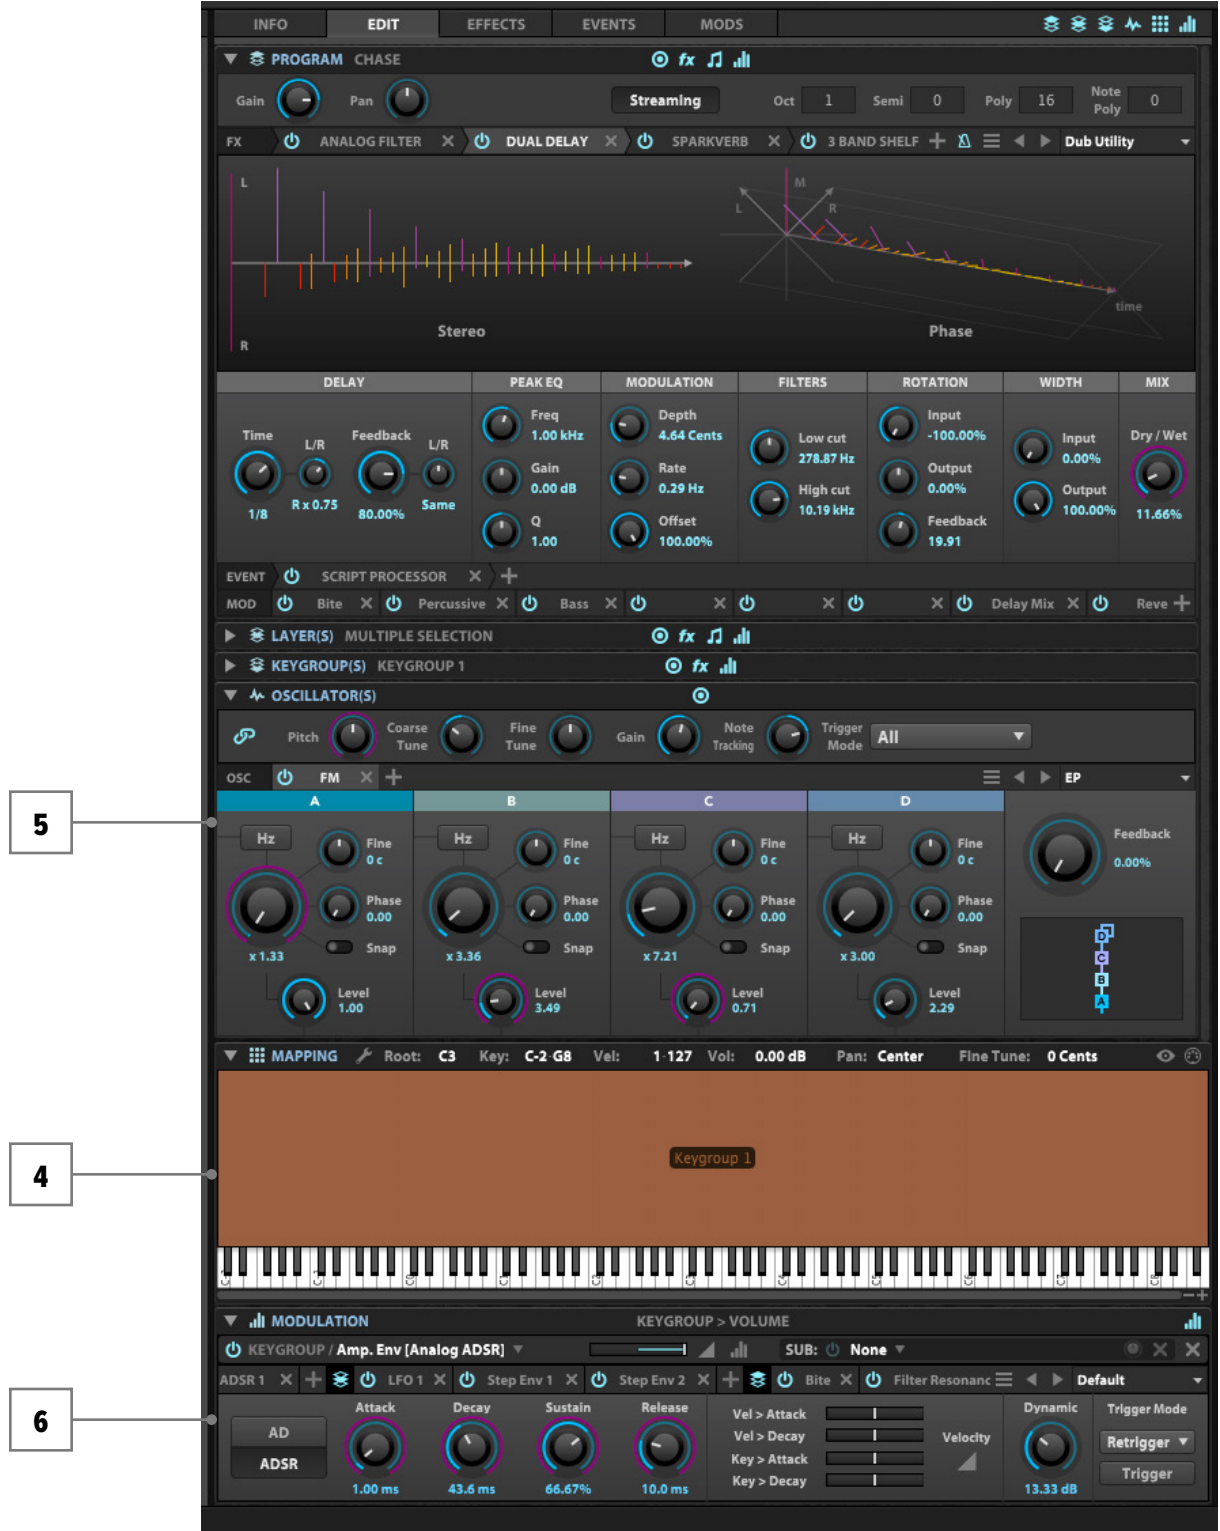 INFO EDIT EFFECTS EVENTS MODS
PROGRAM CHASE fx
Gain Pan Streaming Oct 1 Semi 0 Poly 16 Note Poly 0
FX ANALOG FILTER DUAL DELAY SPARKVERB 3 BAND SHELF Dub Utility
L M L R
time
Stereo Phase
R
DELAY PEAK EQ MODULATION FILTERS ROTATION WIDTH MIX
Time L/R Feedback L/R
1/8 R x 0.75 80.00% Same
Freq
1.00 kHz
Gain
0.00 dB
Q
1.00
Depth
4.64 Cents
Rate
0.29 Hz
Offset
100.00%
Low cut
278.87 Hz
High cut
10.19 kHz
Input
-100.00%
Output
0.00%
Feedback
19.91
Input
0.00%
Output
100.00%
Dry / Wet
11.66%
EVENT SCRIPT PROCESSOR
MOD Bite Percussive Bass Delay Mix Reve
LAYER(S) MULTIPLE SELECTION fx
KEYGROUP(S) KEYGROUP 1 fx
OSCILLATOR(S)
Pitch Coarse Tune Fine Tune Gain Note Tracking Trigger Mode All
OSC FM EP
5
A B C D
Hz
Fine
0 c
Phase
0.00
Snap
x 1.33
Level
1.00
Hz
Fine
0 c
Phase
0.00
Snap
x 3.36
Level
3.49
Hz
Fine
0 c
Phase
0.00
Snap
x 7.21
Level
0.71
Hz
Fine
0 c
Phase
0.00
Snap
x 3.00
Level
2.29
Feedback
0.00%
D
C
B
A
MAPPING Root: C3 Key: C-2-G8 Vel: 1-127 Vol: 0.00 dB Pan: Center Fine Tune: 0 Cents
4
Keygroup 1
C-1 C0 C1 C2 C3 C4 C5 C6 C7 C8
MODULATION KEYGROUP > VOLUME
KEYGROUP / Amp. Env [Analog ADSR] SUB: None
ADSR 1 LFO 1 Step Env 1 Step Env 2 Bite Filter Resonanc Default
6
AD
ADSR
Attack Decay Sustain Release
1.00 ms 43.6 ms 66.67% 10.0 ms
Vel > Attack
Vel > Decay
Key > Attack
Key > Decay
Velocity
Dynamic
13.33 dB
Trigger Mode
Retrigger
Trigger